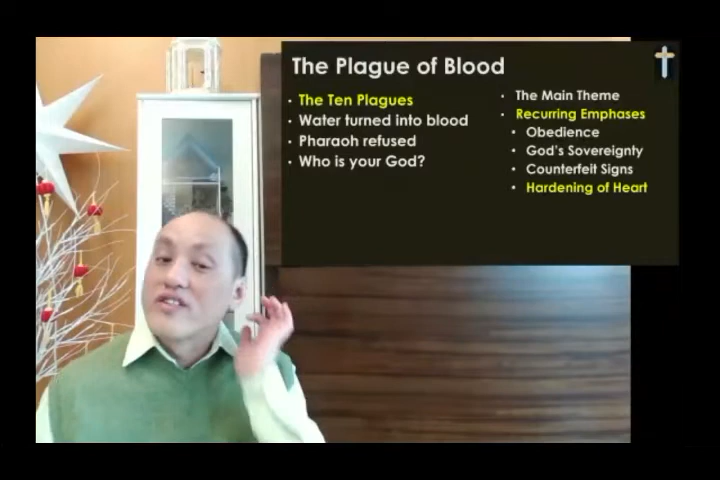 The Plague of Blood
• The Ten Plagues
• Water turned into blood
• Pharaoh refused
• Who is your God?
• The Main Theme
• Recurring Emphases
• Obedience
• God's Sovereignty
• Counterfeit Signs
• Hardening of Heart